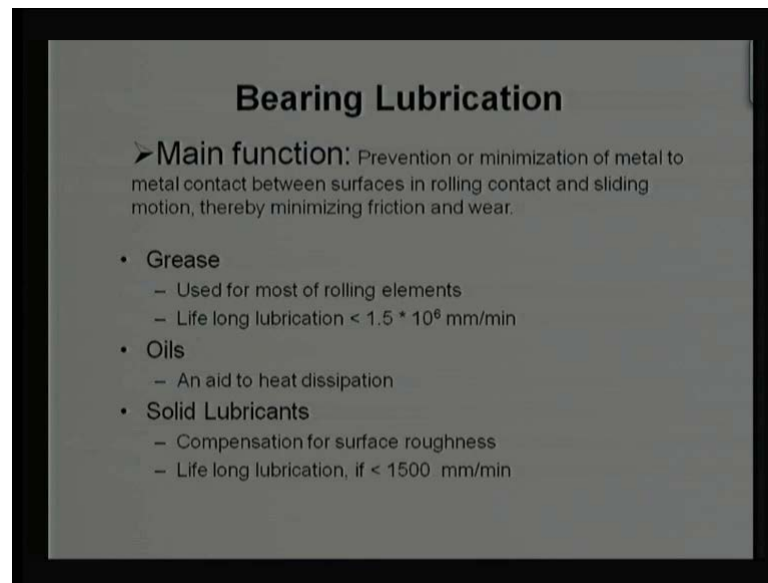 Bearing Lubrication
➢Main function: Prevention or minimization of metal to
metal contact between surfaces in rolling contact and sliding
motion, thereby minimizing friction and wear.
• Grease
– Used for most of rolling elements
– Life long lubrication < 1.5 * 10⁶ mm/min
• Oils
– An aid to heat dissipation
• Solid Lubricants
– Compensation for surface roughness
– Life long lubrication, if < 1500 mm/min